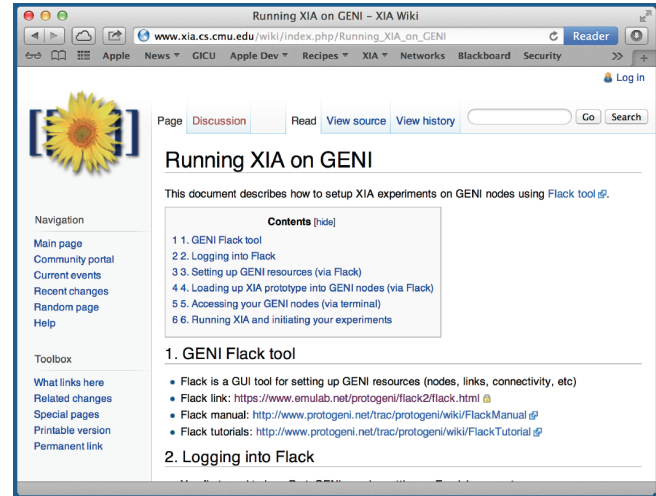 Running XIA on GENI – XIA Wiki
www.xia.cs.cmu.edu/wiki/index.php/Running_XIA_on_GENI
Reader
Apple News GICU Apple Dev Recipes XIA Networks Blackboard Security
Log in
Page Discussion Read View source View history Go Search
Running XIA on GENI
This document describes how to setup XIA experiments on GENI nodes using Flack tool.
Contents [hide]
1 1. GENI Flack tool
2 2. Logging into Flack
3 3. Setting up GENI resources (via Flack)
4 4. Loading up XIA prototype into GENI nodes (via Flack)
5 5. Accessing your GENI nodes (via terminal)
6 6. Running XIA and initiating your experiments
Navigation
Main page
Community portal
Current events
Recent changes
Random page
Help
Toolbox
What links here
Related changes
Special pages
Printable version
Permanent link
1. GENI Flack tool
Flack is a GUI tool for setting up GENI resources (nodes, links, connectivity, etc)
Flack link: https://www.emulab.net/protogeni/flack2/flack.html
Flack manual: http://www.protogeni.net/trac/protogeni/wiki/FlackManual
Flack tutorials: http://www.protogeni.net/trac/protogeni/wiki/FlackTutorial
2. Logging into Flack